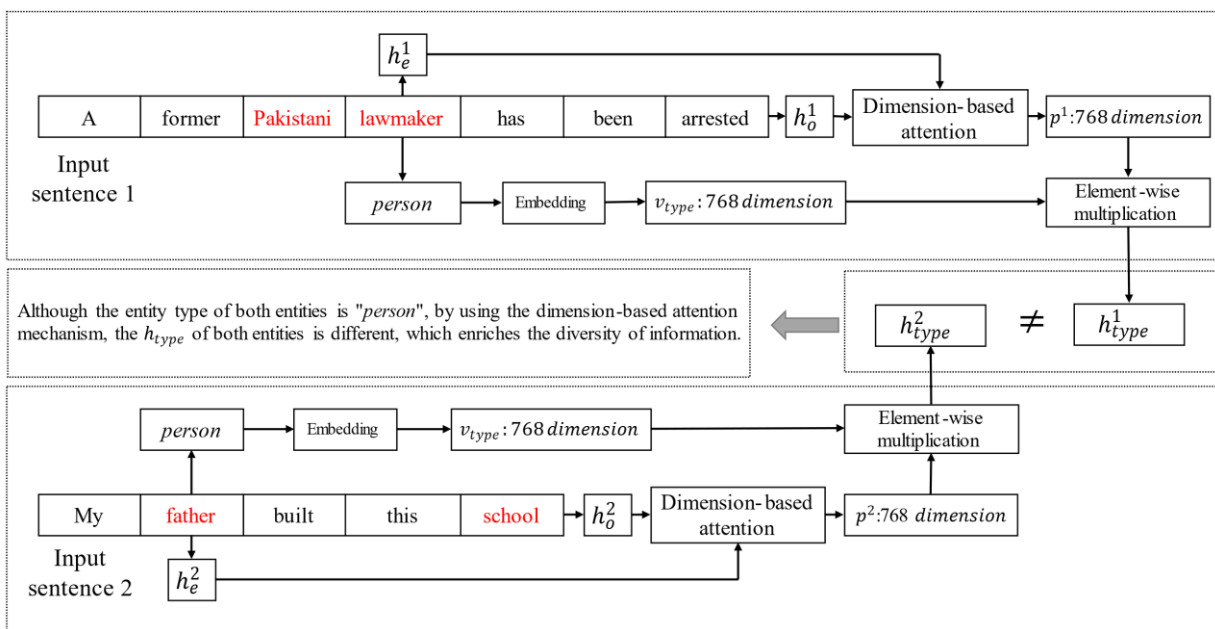 h_e^1
A former Pakistani lawmaker has been arrested h_o^1 Dimension-based attention p^1:768 dimension
Input sentence 1
person Embedding v_type: 768 dimension Element-wise multiplication
Although the entity type of both entities is "person", by using the dimension-based attention
mechanism, the h_type of both entities is different, which enriches the diversity of information.
h_type^2 ≠ h_type^1
person Embedding v_type: 768 dimension Element-wise multiplication
My father built this school h_o^2 Dimension-based attention p^2:768 dimension
Input sentence 2
h_e^2